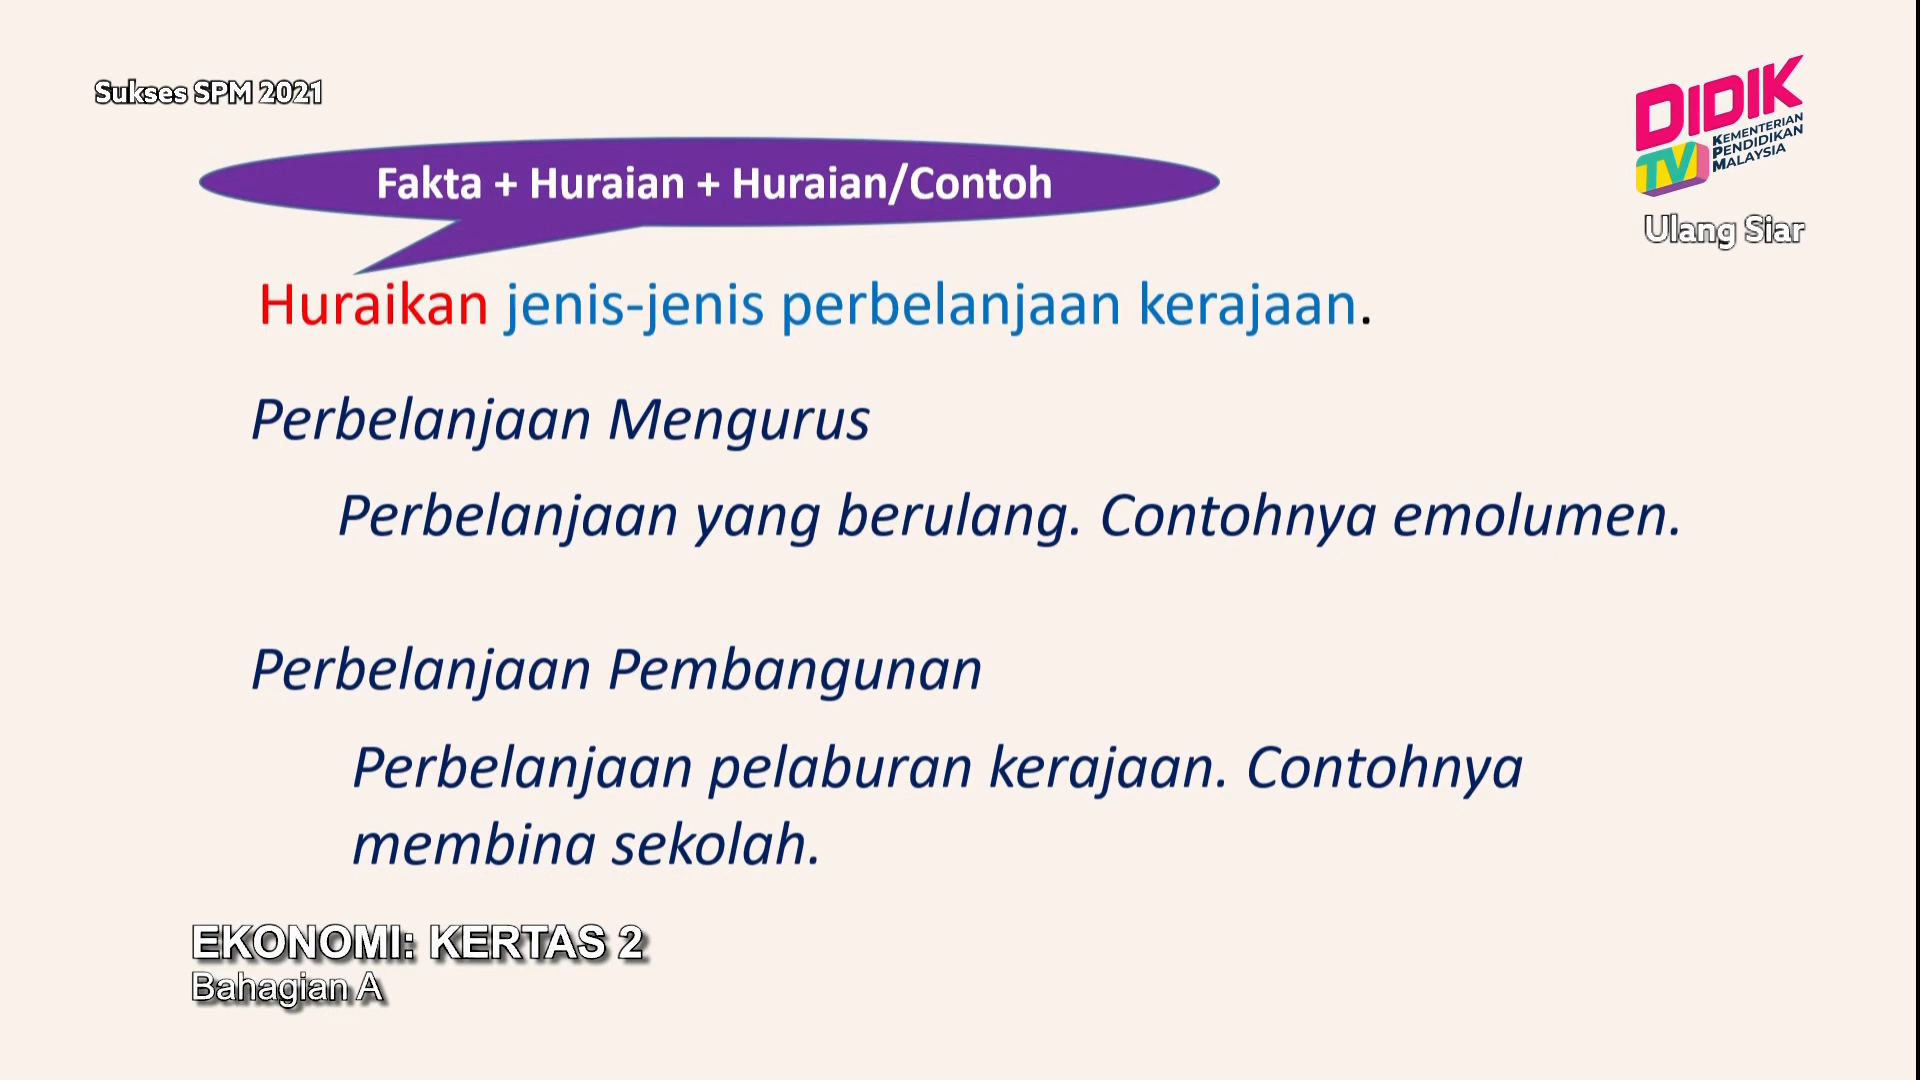 Sukses SPM 2021
DIDIK
TV
KEMENTERIAN
PENDIDIKAN
MALAYSIA
Ulang Siar
Fakta + Huraian + Huraian/Contoh
Huraikan jenis-jenis perbelanjaan kerajaan.
Perbelanjaan Mengurus
Perbelanjaan yang berulang. Contohnya emolumen.
Perbelanjaan Pembangunan
Perbelanjaan pelaburan kerajaan. Contohnya
membina sekolah.
EKONOMI: KERTAS 2
Bahagian A